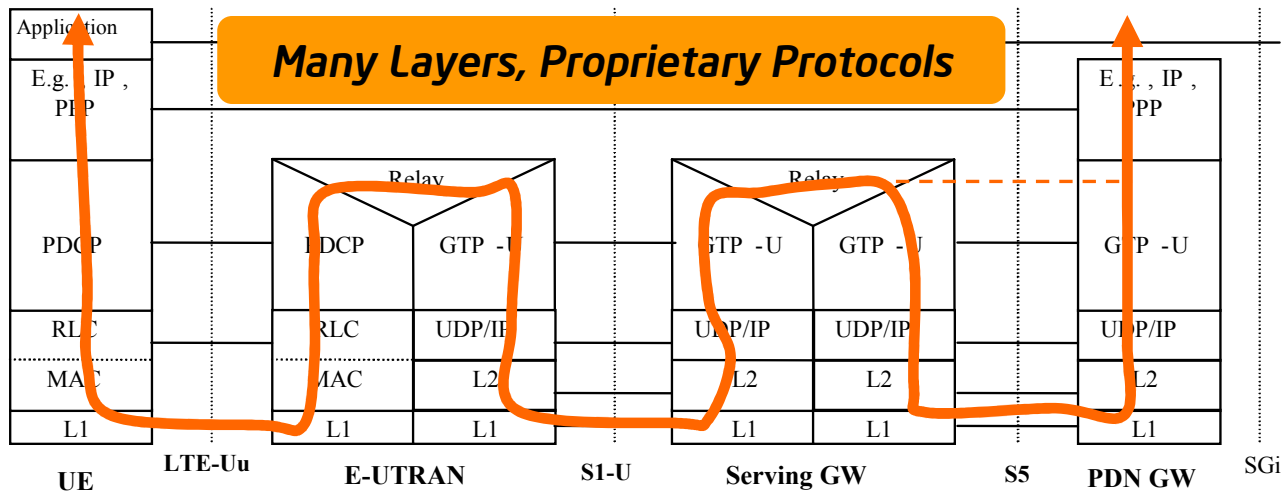 Application
Many Layers, Proprietary Protocols
E.g. , IP ,
PPP
E.g. , IP ,
PPP
Relay
Relay
PDCP
PDCP
GTP -U
GTP -U
GTP -U
GTP -U
RLC
RLC
UDP/IP
UDP/IP
UDP/IP
UDP/IP
MAC
MAC
L2
L2
L2
L2
L1
L1
L1
L1
L1
L1
UE
LTE-Uu
E-UTRAN
S1-U
Serving GW
S5
PDN GW
SGi